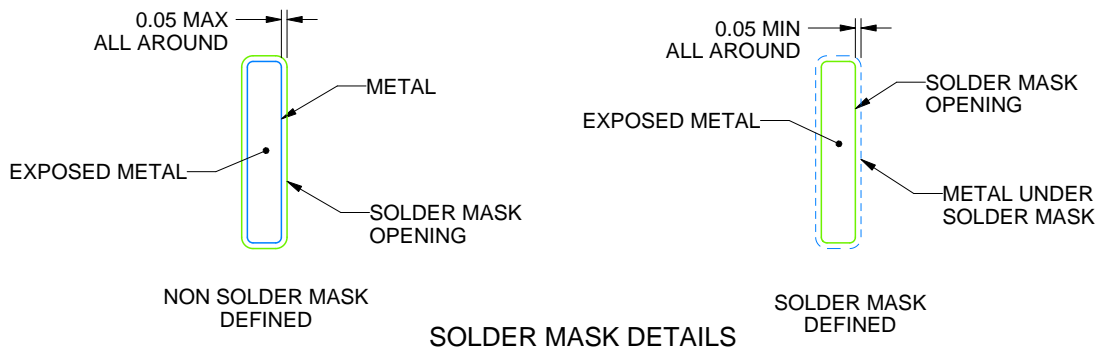 0.05 MAX
ALL AROUND
METAL
EXPOSED METAL
SOLDER MASK
OPENING
NON SOLDER MASK
DEFINED
0.05 MIN
ALL AROUND
SOLDER MASK
OPENING
EXPOSED METAL
METAL UNDER
SOLDER MASK
SOLDER MASK
DEFINED
SOLDER MASK DETAILS